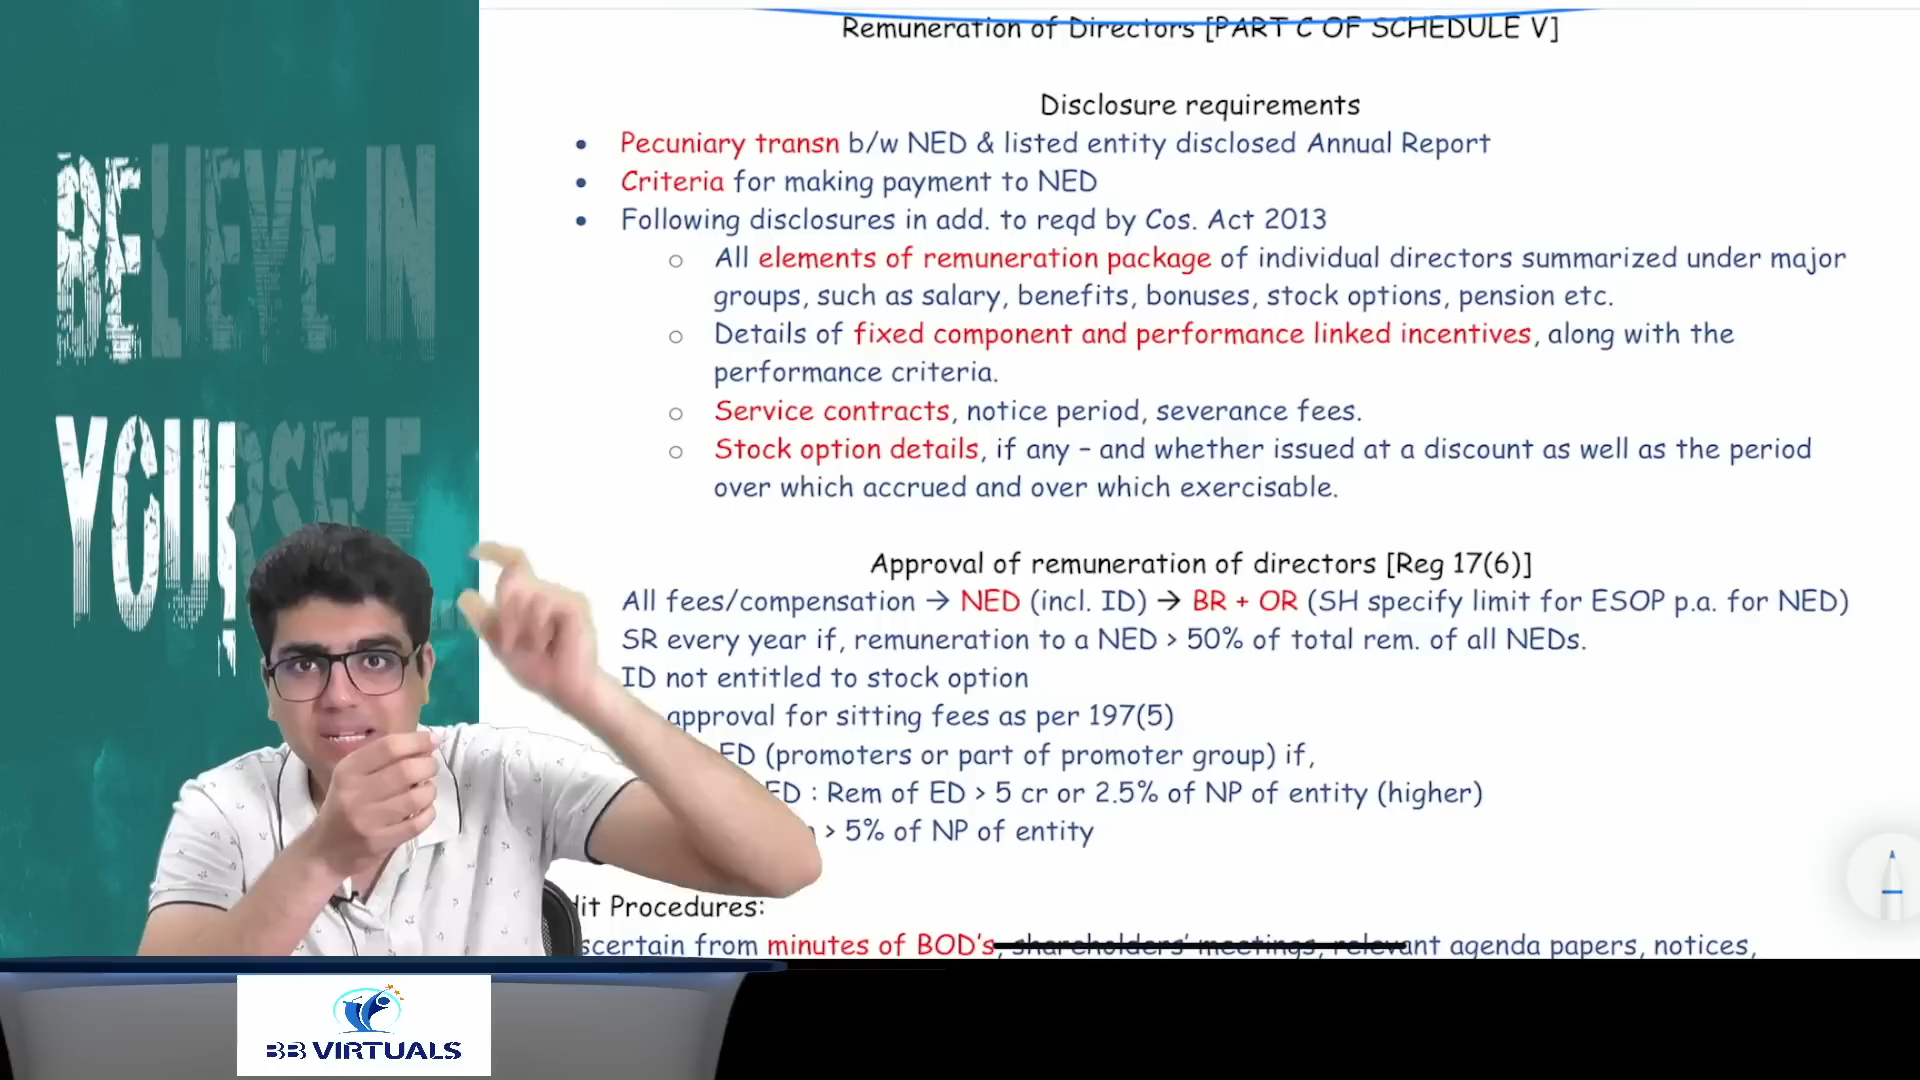 BELIEVE IN
YOURSELF
Remuneration of Directors [PART C OF SCHEDULE V]
Disclosure requirements
• Pecuniary transn b/w NED & listed entity disclosed Annual Report
• Criteria for making payment to NED
• Following disclosures in add. to reqd by Cos. Act 2013
o All elements of remuneration package of individual directors summarized under major
groups, such as salary, benefits, bonuses, stock options, pension etc.
o Details of fixed component and performance linked incentives, along with the
performance criteria.
o Service contracts, notice period, severance fees.
o Stock option details, if any – and whether issued at a discount as well as the period
over which accrued and over which exercisable.
Approval of remuneration of directors [Reg 17(6)]
All fees/compensation → NED (incl. ID) → BR + OR (SH specify limit for ESOP p.a. for NED)
SR every year if, remuneration to a NED > 50% of total rem. of all NEDs.
ID not entitled to stock option
approval for sitting fees as per 197(5)
ED (promoters or part of promoter group) if,
ED : Rem of ED > 5 cr or 2.5% of NP of entity (higher)
> 5% of NP of entity
dit Procedures:
scertain from minutes of BOD's, shareholders' meetings, relevant agenda papers, notices,
BB VIRTUALS